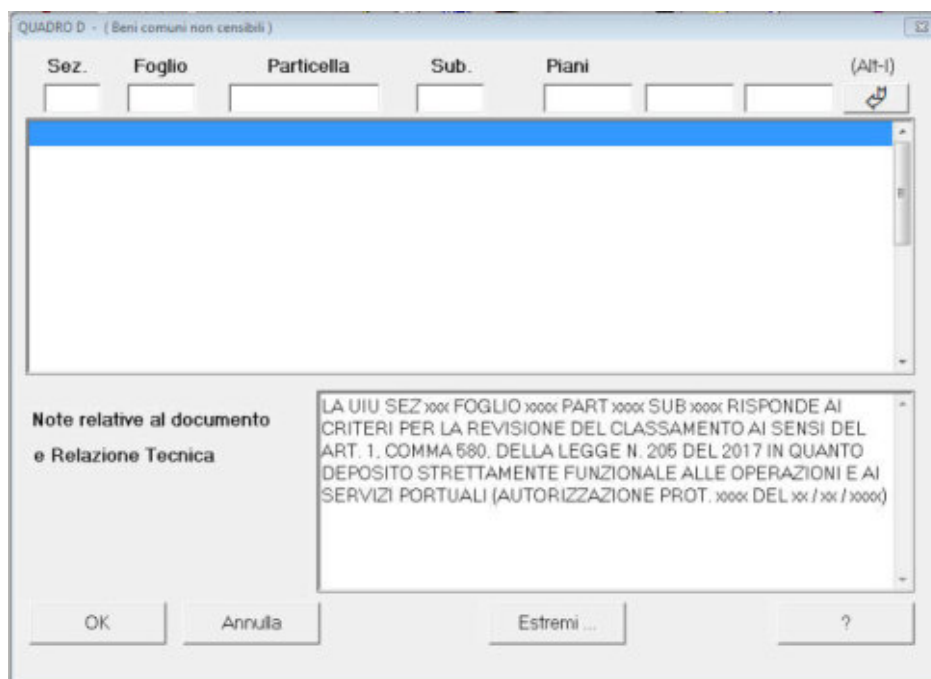 QUADRO D - ( Beni comuni non censibili )
Sez. Foglio Particella Sub. Piani (Alt-I)
Note relative al documento
e Relazione Tecnica
LA UIU SEZ xxx FOGLIO xxxx PART xxxx SUB xxxx RISPONDE AI
CRITERI PER LA REVISIONE DEL CLASSAMENTO AI SENSI DEL
ART. 1, COMMA 580, DELLA LEGGE N. 205 DEL 2017 IN QUANTO
DEPOSITO STRETTAMENTE FUNZIONALE ALLE OPERAZIONI E AI
SERVIZI PORTUALI (AUTORIZZAZIONE PROT. xxxx DEL xx / xx / xxxx)
OK Annulla Estremi ... ?